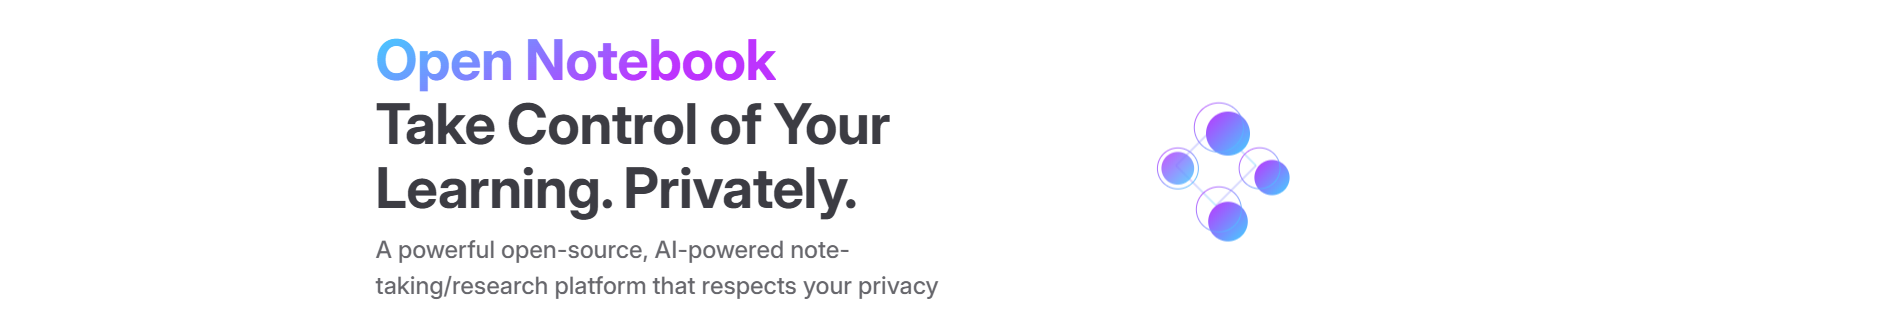 Open Notebook
Take Control of Your
Learning. Privately.
A powerful open-source, AI-powered note-
taking/research platform that respects your privacy